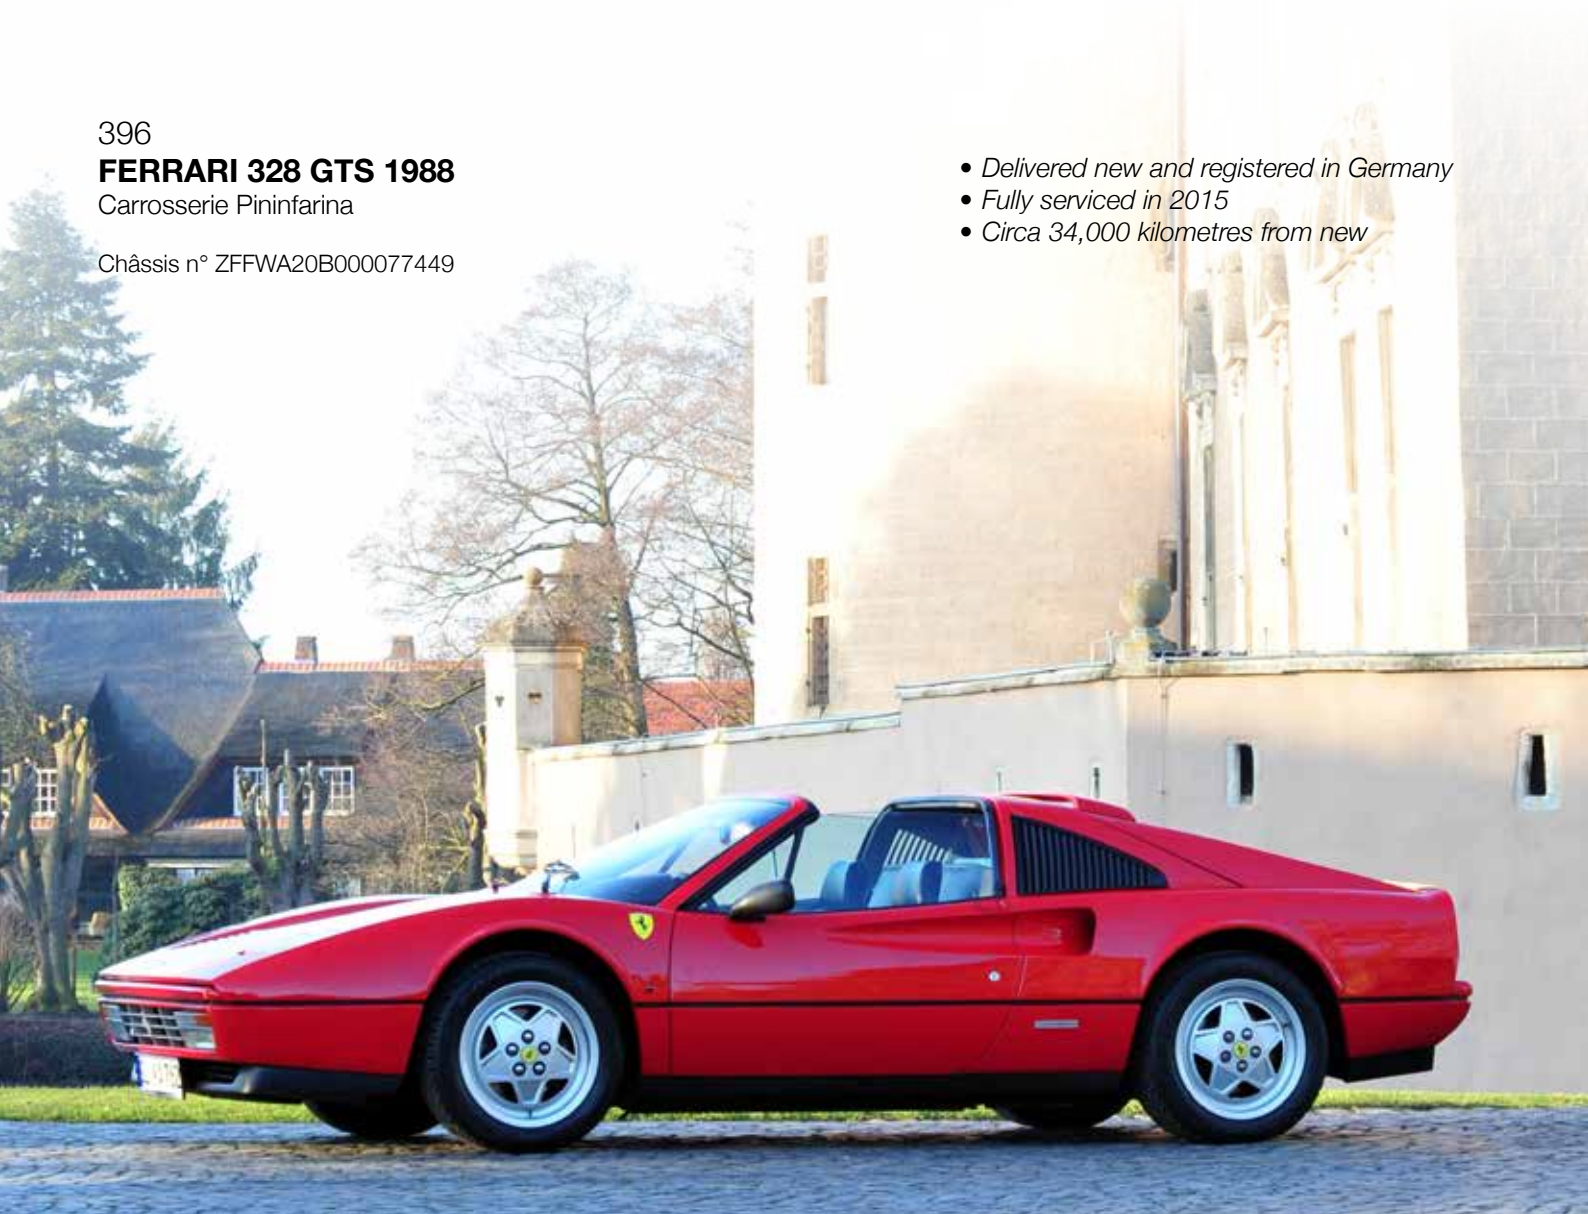 396
FERRARI 328 GTS 1988
Carrosserie Pininfarina
Châssis n° ZFFWA20B000077449
• Delivered new and registered in Germany
• Fully serviced in 2015
• Circa 34,000 kilometres from new